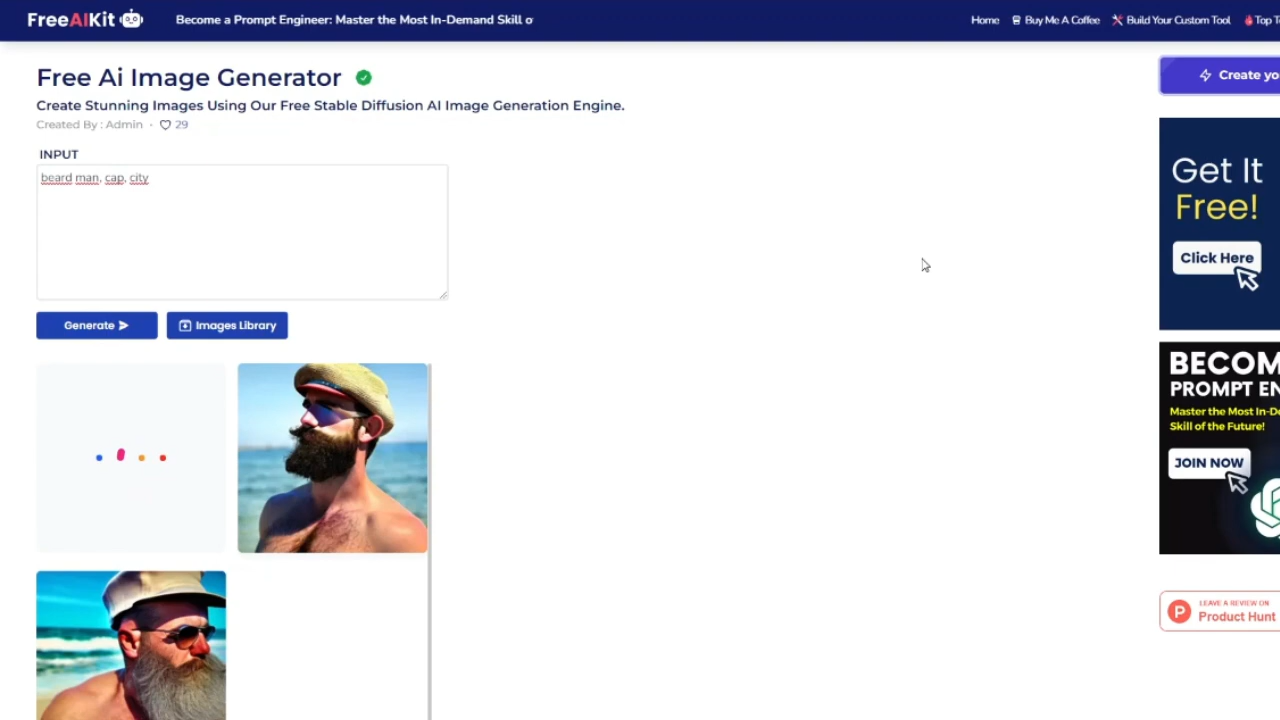 FreeAIKit
Become a Prompt Engineer: Master the Most In-Demand Skill o
Home
Buy Me A Coffee
Build Your Custom Tool
Top T
Free Ai Image Generator
Create Stunning Images Using Our Free Stable Diffusion AI Image Generation Engine.
Created By : Admin · 29
INPUT
beard man, cap, city
Generate
Images Library
Create yo
Get It
Free!
Click Here
BECOM
PROMPT EN
Master the Most In-De
Skill of the Future!
JOIN NOW
P
LEAVE A REVIEW ON
Product Hunt